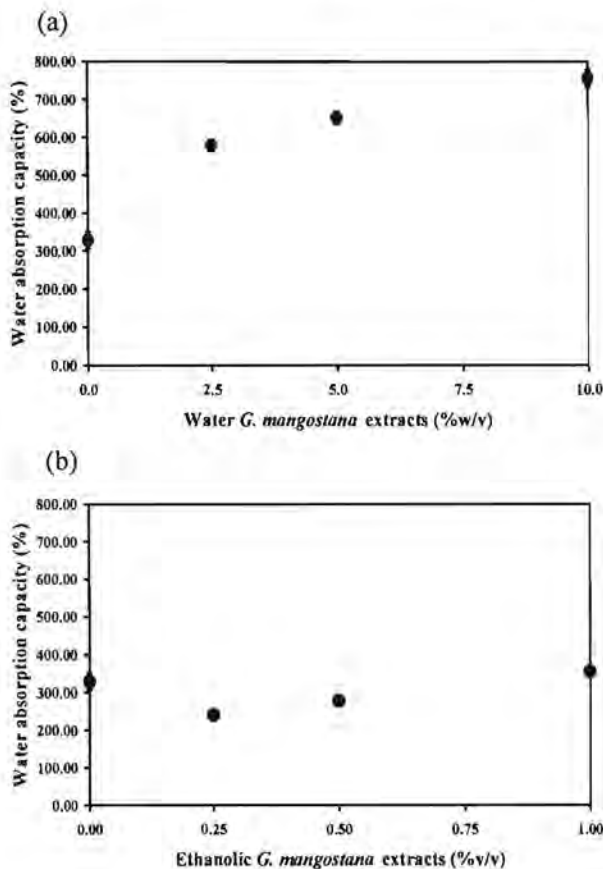 (a)
Water absorption capacity (%)
800.00
700.00
600.00
500.00
400.00
300.00
200.00
100.00
0.00
0.0 2.5 5.0 7.5 10.0
Water G. mangostana extracts (%w/v)
(b)
Water absorption capacity (%)
800.00
700.00
600.00
500.00
400.00
300.00
200.00
100.00
0.00
0.00 0.25 0.50 0.75 1.00
Ethanolic G. mangostana extracts (%v/v)